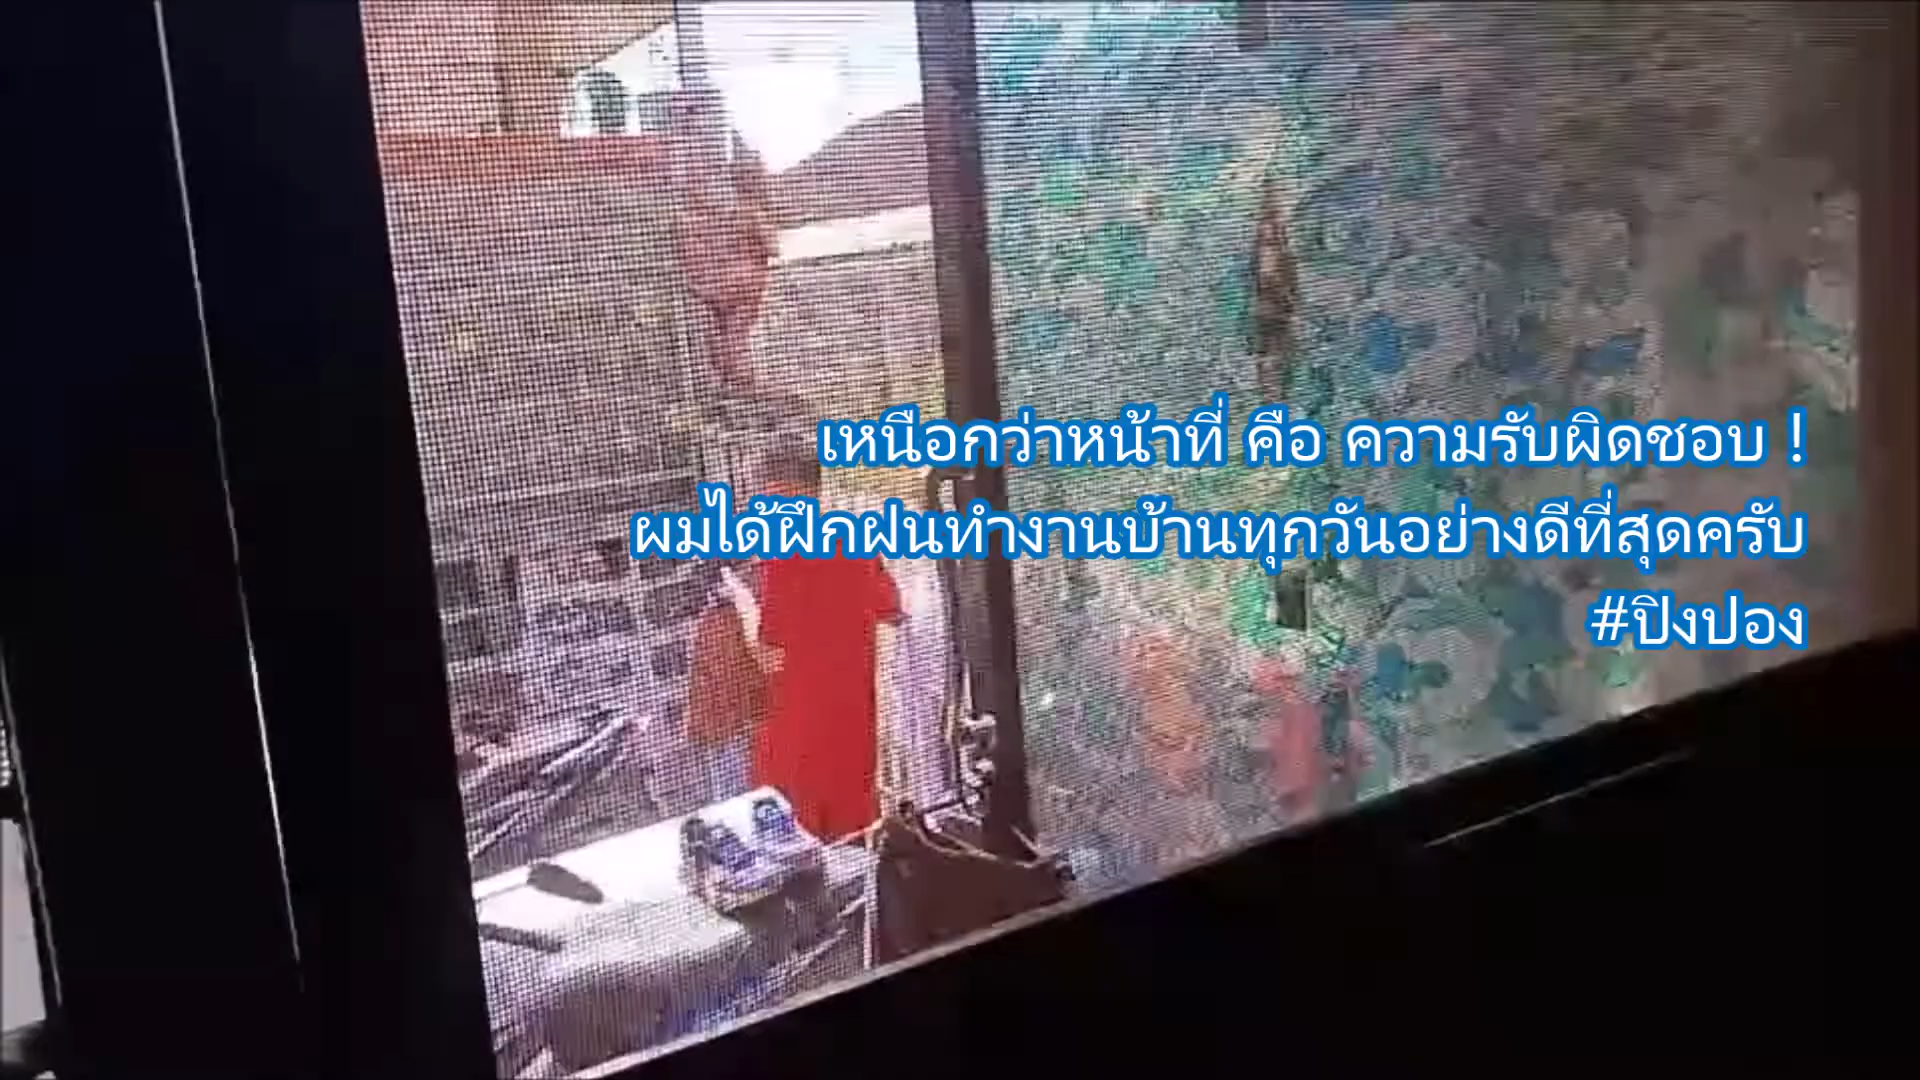 เหนือกว่าหน้าที่ คือ ความรับผิดชอบ !
ผมได้ฝึกฝนทำงานบ้านทุกวันอย่างดีที่สุดครับ
#ปิงปอง